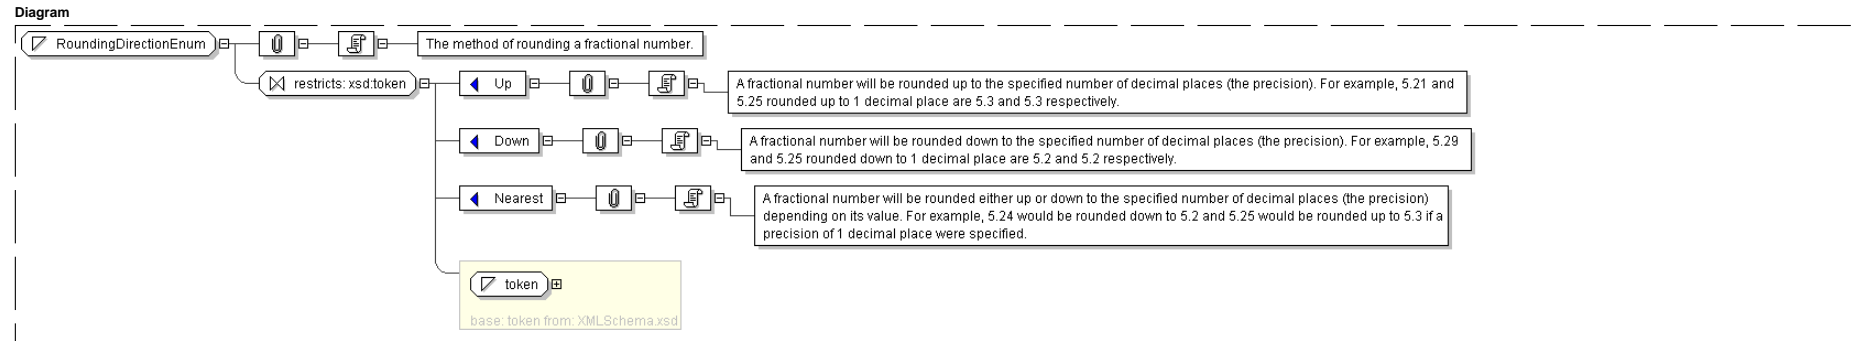 Diagram
RoundingDirectionEnum
The method of rounding a fractional number.
restricts: xsd:token
Up
A fractional number will be rounded up to the specified number of decimal places (the precision). For example, 5.21 and
5.25 rounded up to 1 decimal place are 5.3 and 5.3 respectively.
Down
A fractional number will be rounded down to the specified number of decimal places (the precision). For example, 5.29
and 5.25 rounded down to 1 decimal place are 5.2 and 5.2 respectively.
Nearest
A fractional number will be rounded either up or down to the specified number of decimal places (the precision)
depending on its value. For example, 5.24 would be rounded down to 5.2 and 5.25 would be rounded up to 5.3 if a
precision of 1 decimal place were specified.
token
base: token from: XMLSchema.xsd